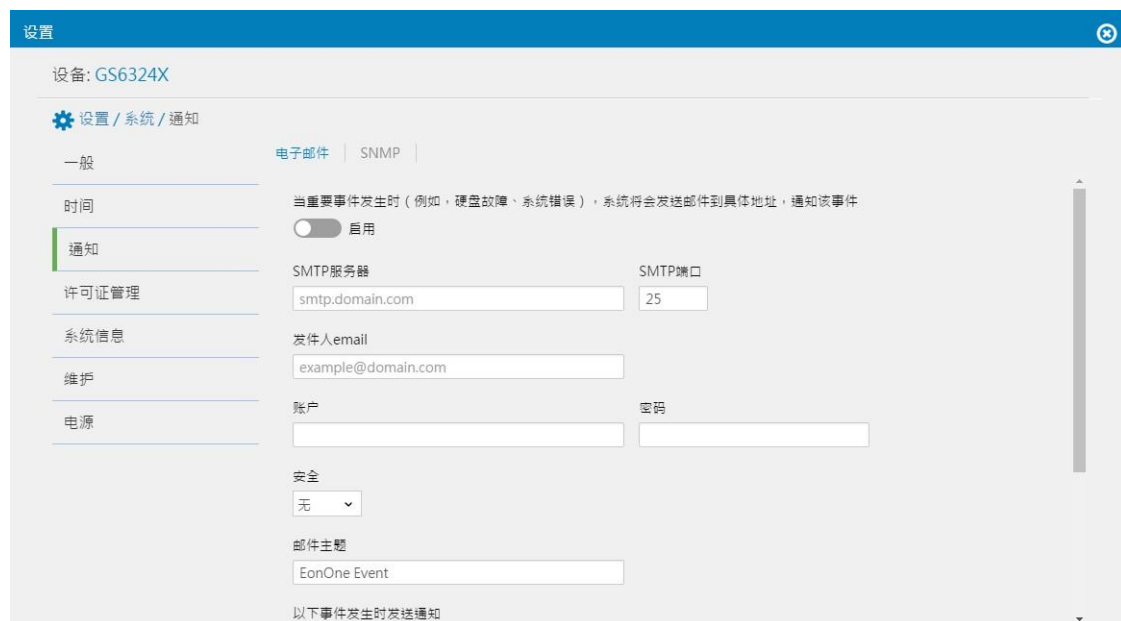 设置
设备: GS6324X
设置 / 系统 / 通知
一般
时间
通知
许可证管理
系统信息
维护
电源
电子邮件 SNMP
当重要事件发生时（例如，硬盘故障、系统错误），系统将会发送邮件到具体地址，通知该事件
启用
SMTP服务器 SMTP端口
smtp.domain.com 25
发件人email
example@domain.com
账户 密码
安全
无
邮件主题
EonOne Event
以下事件发生时发送通知